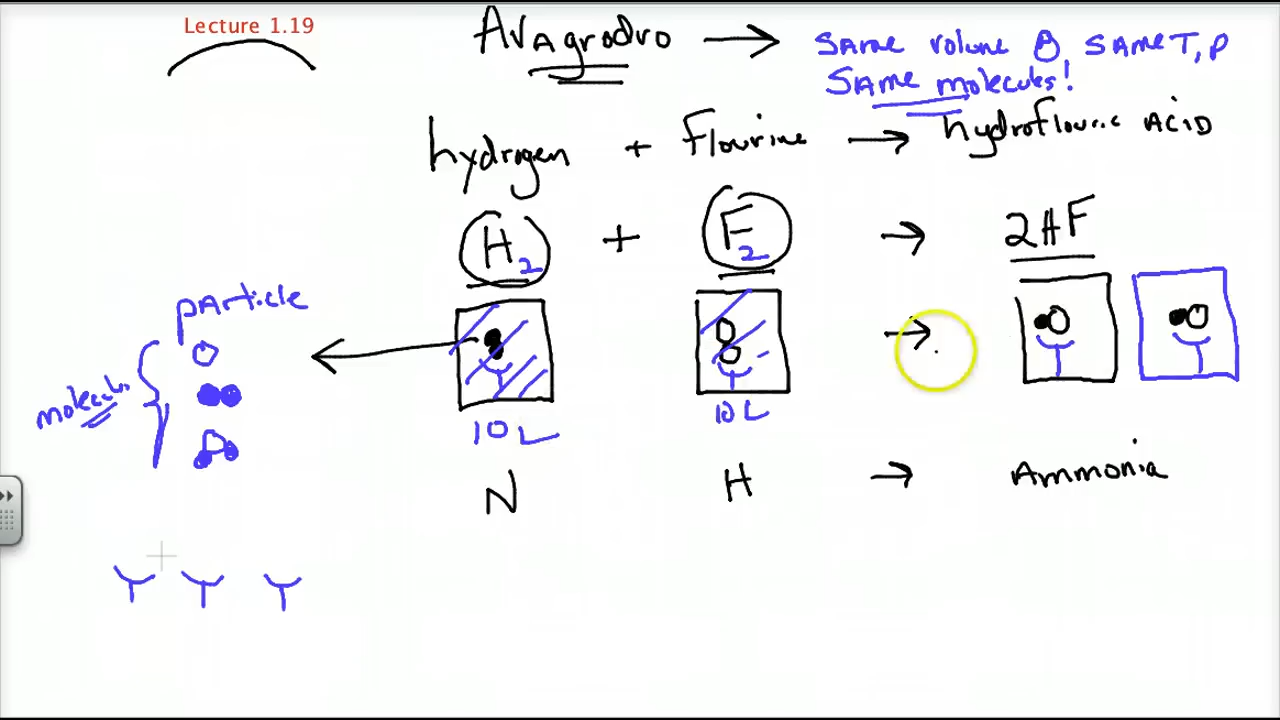 Lecture 1.19
Avagrodro → same volume @ same T, P
same molecules!
hydrogen + flourine → hydroflouric acid
H2 + F2 → 2HF
particle
molecules
10 L 10 L
N H → Ammonia